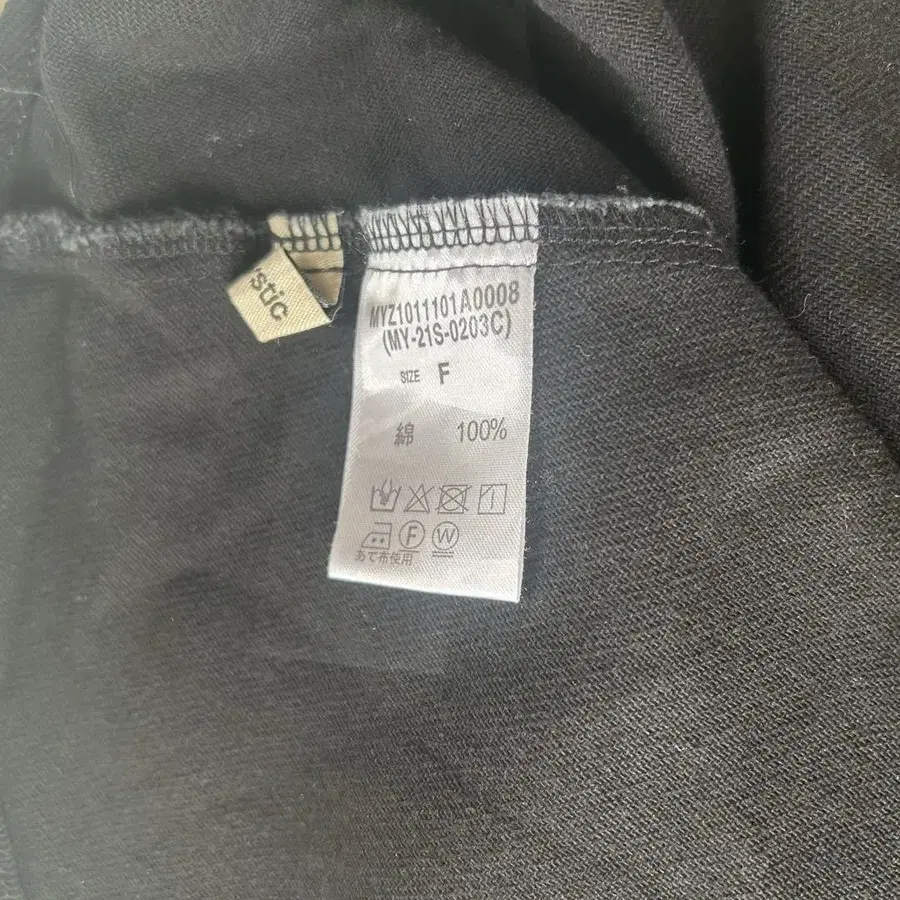 stic
MYZ1011101A0008
(MY-21S-0203C)
SIZE F
綿 100%
F W
あて布使用